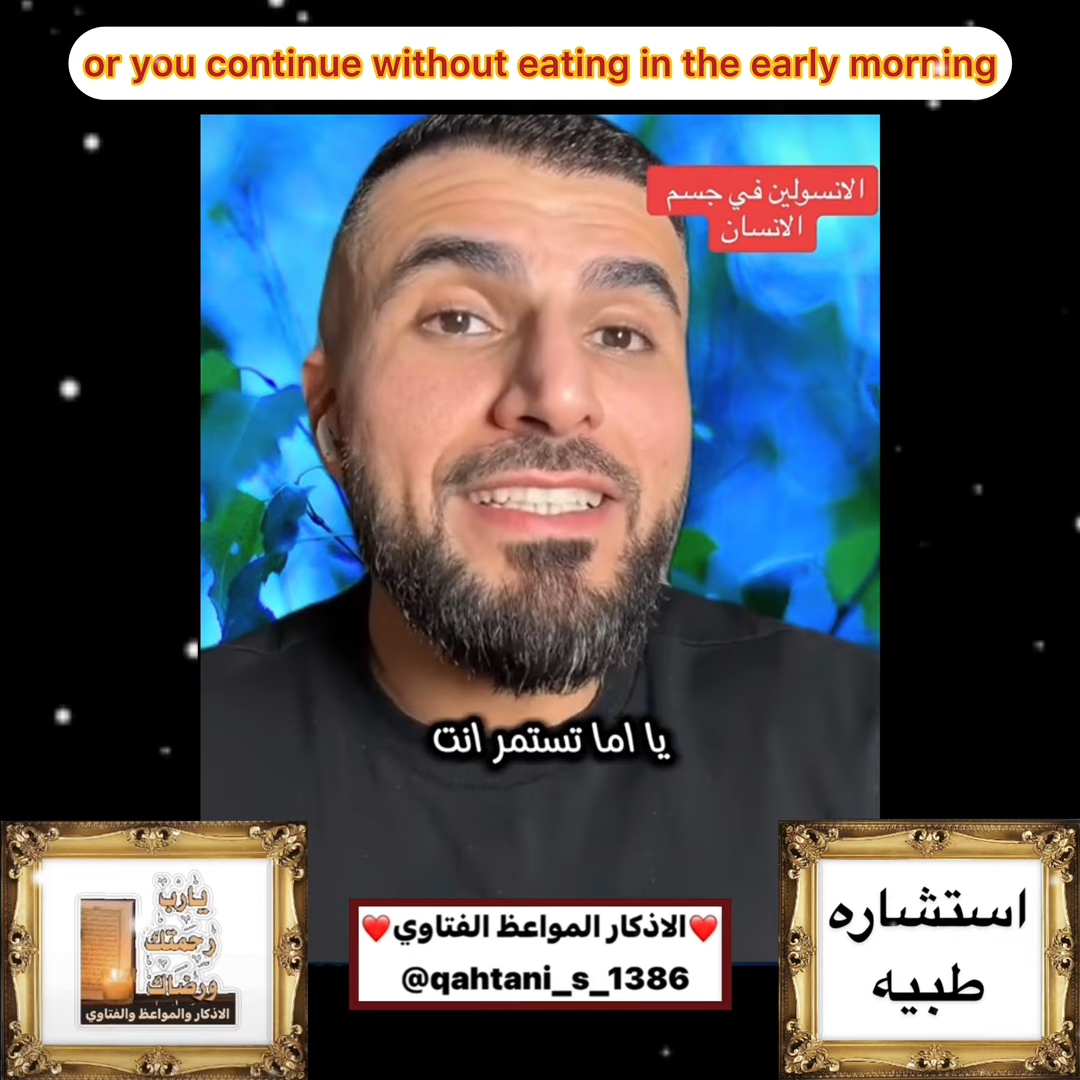 or you continue without eating in the early morning
الانسولين في جسم
الانسان
يا اما تستمر انت
يارب
رحمتك
ورضاك
الاذكار والمواعظ والفتاوي
❤️الاذكار المواعظ الفتاوي❤️
@qahtani_s_1386
استشاره
طبيه